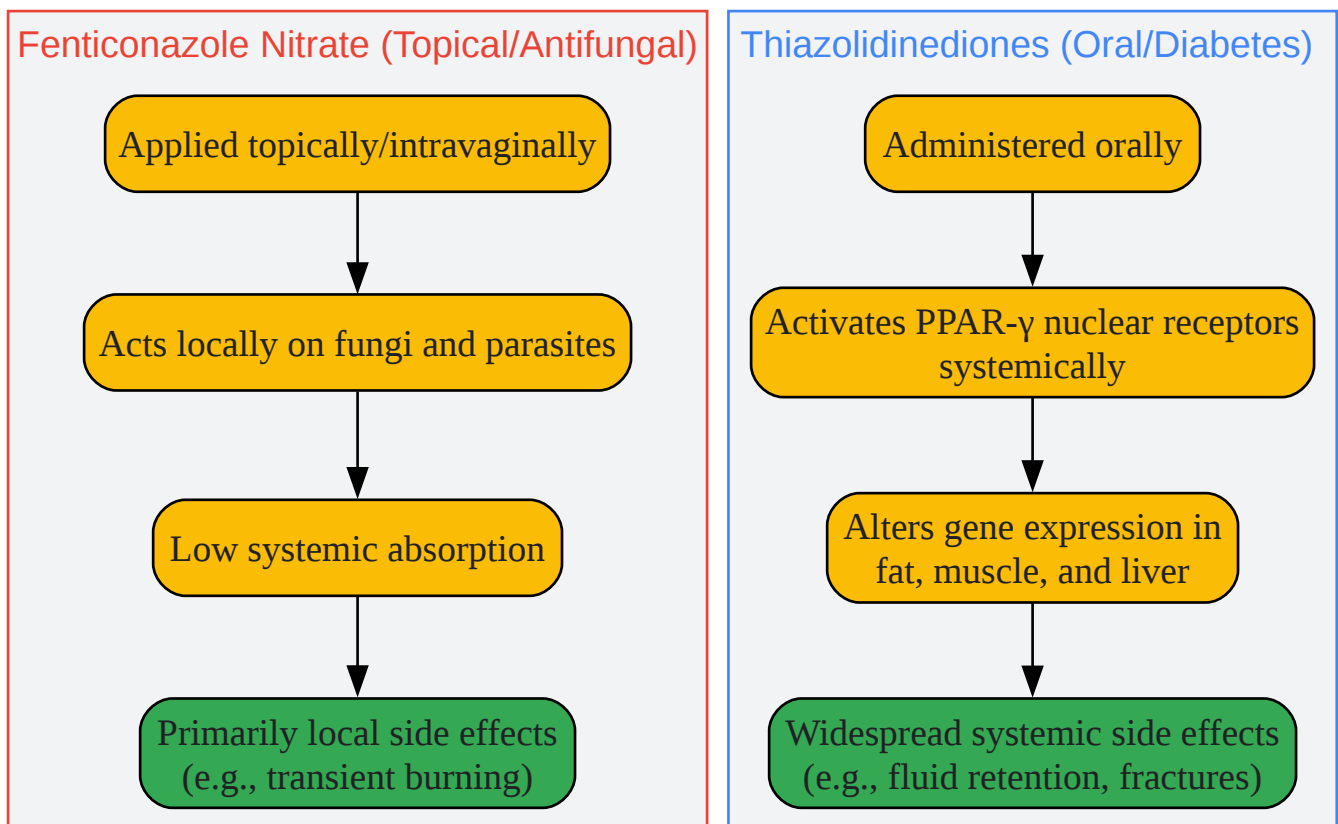 Fenticonazole Nitrate (Topical/Antifungal)
Applied topically/intravaginally
Acts locally on fungi and parasites
Low systemic absorption
Primarily local side effects
(e.g., transient burning)
Thiazolidinediones (Oral/Diabetes)
Administered orally
Activates PPAR-γ nuclear receptors
systemically
Alters gene expression in
fat, muscle, and liver
Widespread systemic side effects
(e.g., fluid retention, fractures)